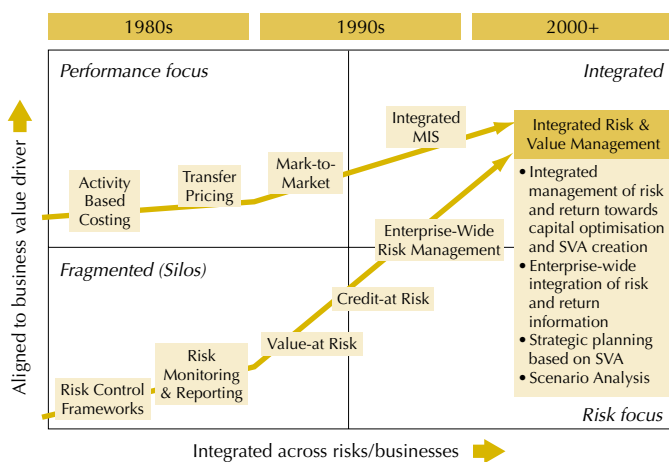 1980s
1990s
2000+
Performance focus
Integrated
Integrated
MIS
Integrated Risk &
Value Management
Mark-to-
Market
Transfer
Pricing
Activity
Based
Costing
• Integrated
management of risk
and return towards
capital optimisation
and SVA creation
• Enterprise-wide
integration of risk
and return
information
• Strategic planning
based on SVA
• Scenario Analysis
Enterprise-Wide
Risk Management
Fragmented (Silos)
Credit-at Risk
Value-at Risk
Risk
Monitoring
& Reporting
Risk Control
Frameworks
Risk focus
Aligned to business value driver
Integrated across risks/businesses